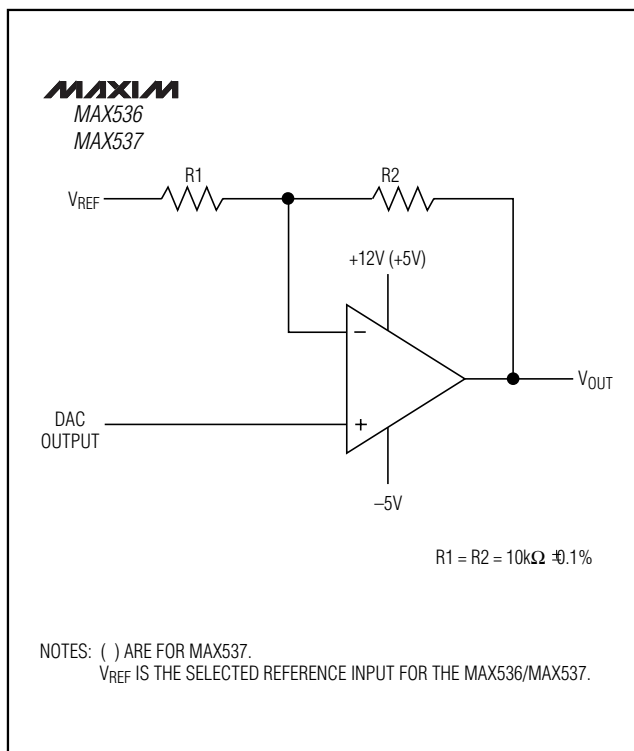 MAXIM
MAX536
MAX537
R1
R2
VREF
+12V (+5V)
−
VOUT
DAC
OUTPUT
+
–5V
R1 = R2 = 10kΩ ±0.1%
NOTES: ( ) ARE FOR MAX537.
VREF IS THE SELECTED REFERENCE INPUT FOR THE MAX536/MAX537.